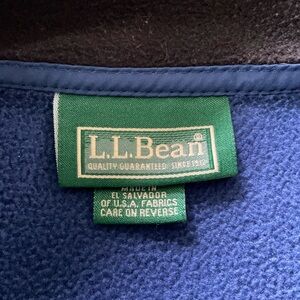 L.L.Bean®
QUALITY GUARANTEED SINCE 1912
MADE IN
EL SALVADOR
OF U.S.A. FABRICS
CARE ON REVERSE